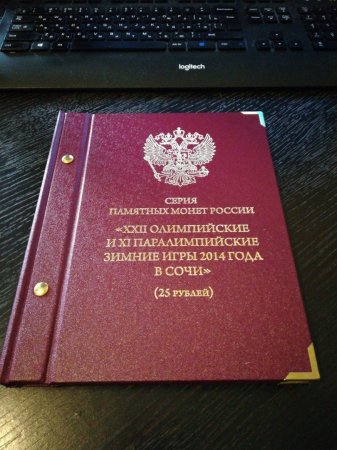 logitech
СЕРИЯ
ПАМЯТНЫХ МОНЕТ РОССИИ
«XXII ОЛИМПИЙСКИЕ
И XI ПАРАЛИМПИЙСКИЕ
ЗИМНИЕ ИГРЫ 2014 ГОДА
В СОЧИ»
(25 РУБЛЕЙ)